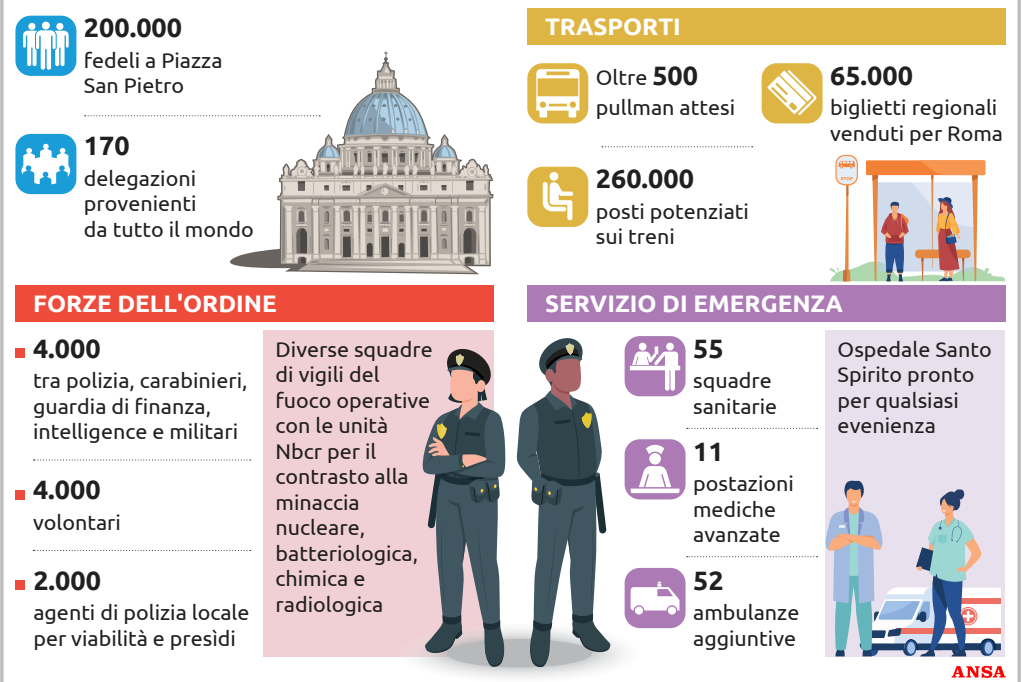 200.000
fedeli a Piazza
San Pietro
170
delegazioni
provenienti
da tutto il mondo
TRASPORTI
Oltre 500
pullman attesi
65.000
biglietti regionali
venduti per Roma
260.000
posti potenziati
sui treni
STOP
FORZE DELL'ORDINE
4.000
tra polizia, carabinieri,
guardia di finanza,
intelligence e militari
4.000
volontari
2.000
agenti di polizia locale
per viabilità e presìdi
Diverse squadre
di vigili del
fuoco operative
con le unità
Nbcr per il
contrasto alla
minaccia
nucleare,
batteriologica,
chimica e
radiologica
SERVIZIO DI EMERGENZA
55
squadre
sanitarie
11
postazioni
mediche
avanzate
52
ambulanze
aggiuntive
Ospedale Santo
Spirito pronto
per qualsiasi
evenienza
ANSA